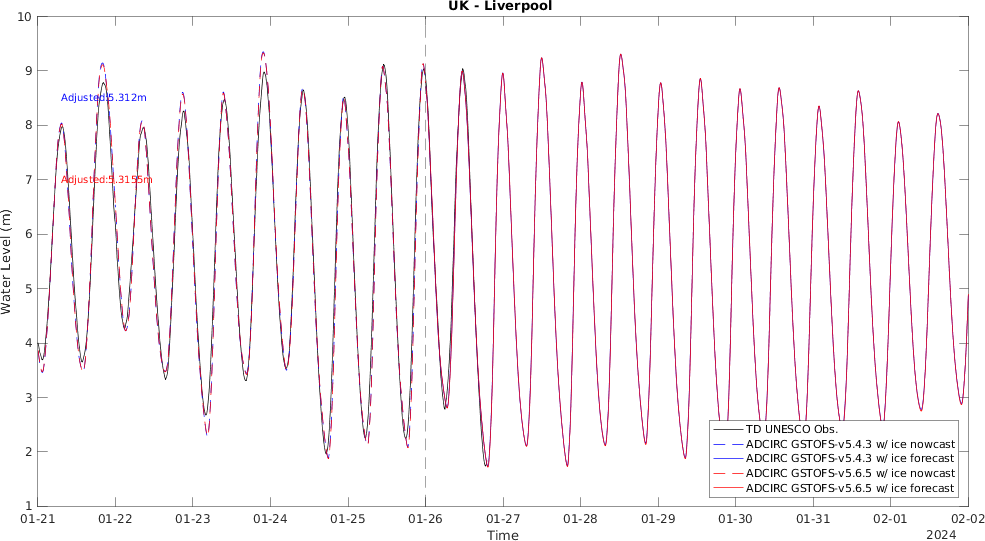 UK - Liverpool
10
9
8
7
6
5
4
3
2
1
Water Level (m)
Adjusted:5.312m
Adjusted:5.3155m
TD UNESCO Obs.
ADCIRC GSTOFS-v5.4.3 w/ ice nowcast
ADCIRC GSTOFS-v5.4.3 w/ ice forecast
ADCIRC GSTOFS-v5.6.5 w/ ice nowcast
ADCIRC GSTOFS-v5.6.5 w/ ice forecast
01-21 01-22 01-23 01-24 01-25 01-26 01-27 01-28 01-29 01-30 01-31 02-01 02-02
Time
2024